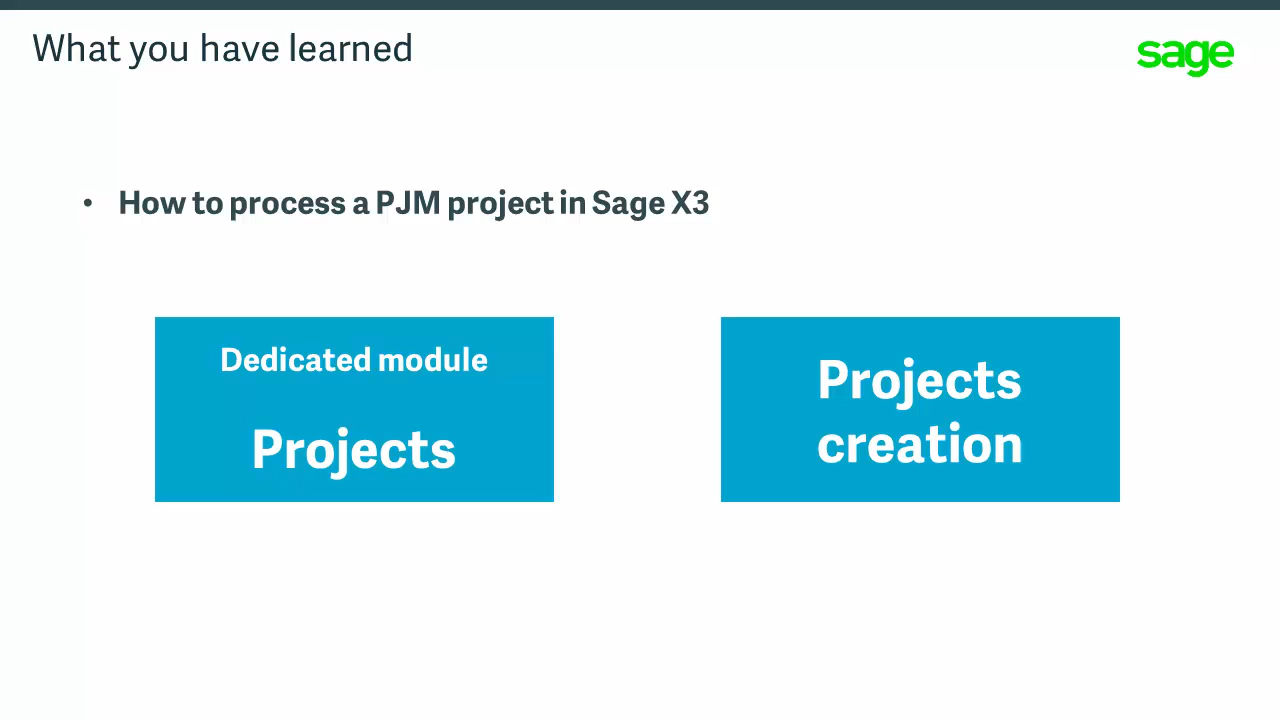 What you have learned
sage
• How to process a PJM project in Sage X3
Dedicated module
Projects
Projects
creation